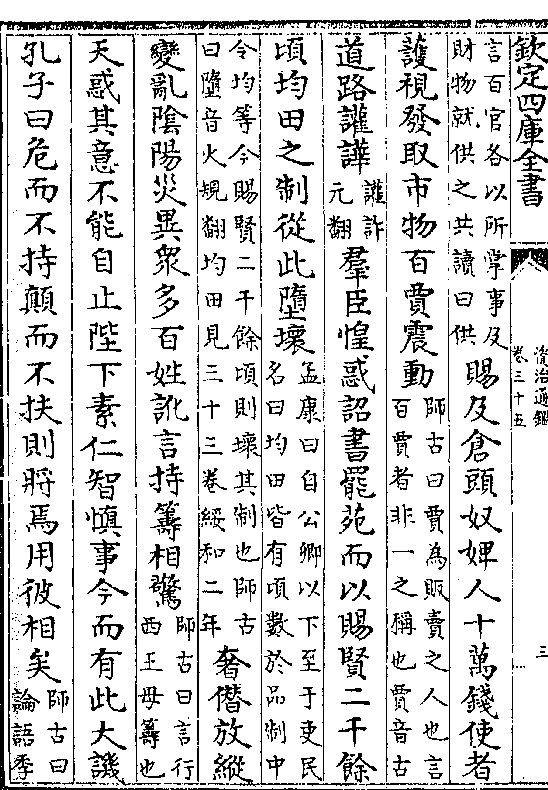 欽定四庫全書
資治通鑑
卷三十五
三
言百官各以所掌事及
財物就供之共讀曰供
賜及倉頭奴婢人十萬錢使者
護視發取市物百賈震動
師古曰賈為販賣之人也言
百賈者非一之稱也賈音古
道路讙譁
讙許
元翻
羣臣惶惑詔書罷苑而以賜賢二千餘
頃均田之制從此墮壞
孟康曰自公卿以下至于吏民
名曰均田皆有頃數於品制中
令均等今賜賢二千餘頃則壞其制也師古
曰墮音火規翻均田見三十三卷綏和二年
奢僭放縱
變亂陰陽災異衆多百姓訛言持籌相驚
師古曰言行
西王母籌也
天惑其意不能自止陛下素仁智慎事今而有此大譏
孔子曰危而不持顛而不扶則將焉用彼相矣
師古曰
論語季